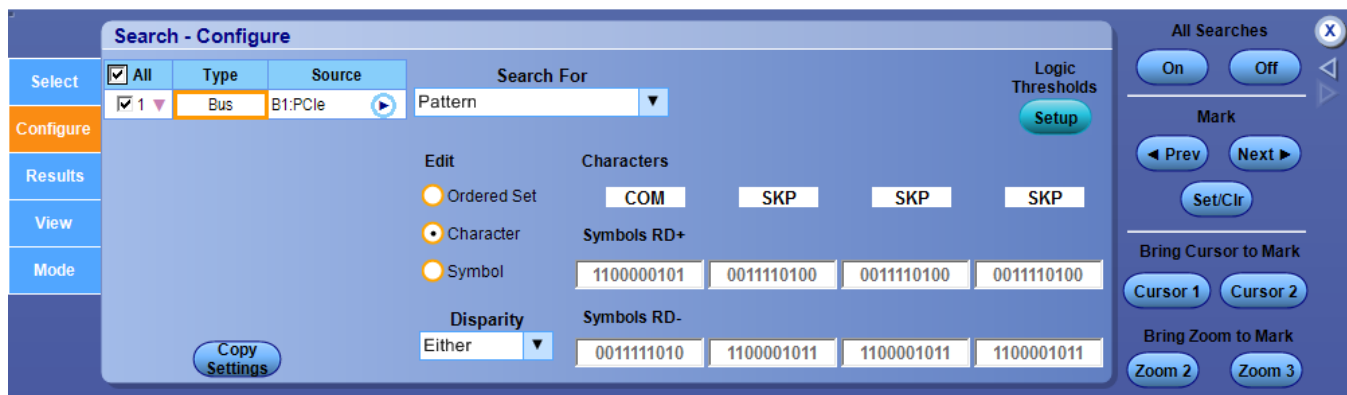 Search - Configure
All Searches
X
On Off
Select
Configure
Results
View
Mode
All Type Source
1 Bus B1:PCIe
Search For
Pattern
Logic
Thresholds
Setup
Edit
Ordered Set
Character
Symbol
Characters
COM SKP SKP SKP
Symbols RD+
1100000101 0011110100 0011110100 0011110100
Disparity
Either
Symbols RD-
0011111010 1100001011 1100001011 1100001011
Copy
Settings
Mark
◄ Prev Next ►
Set/Clr
Bring Cursor to Mark
Cursor 1 Cursor 2
Bring Zoom to Mark
Zoom 2 Zoom 3